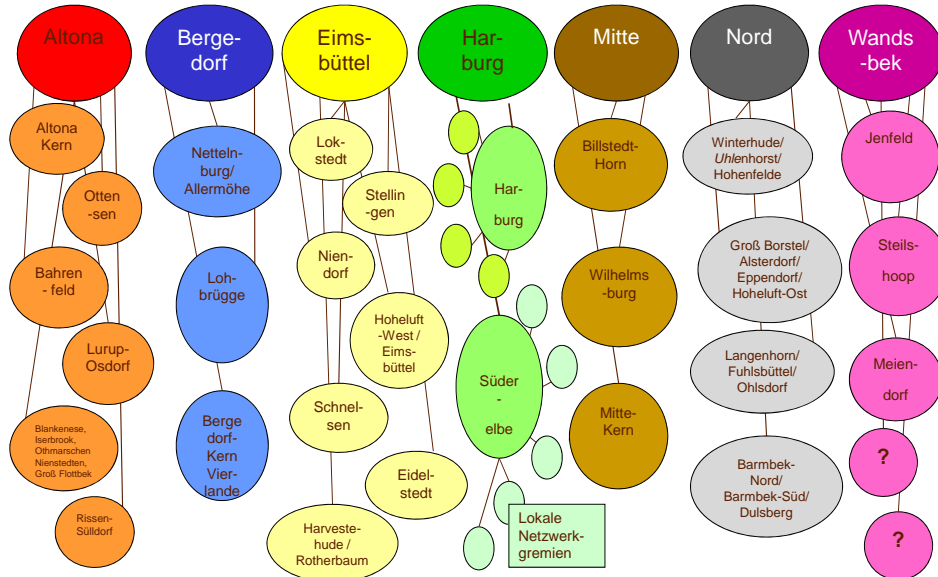 Altona
Altona
Kern
Otten
-sen
Bahren
- feld
Lurup-
Osdorf
Blankenese,
Iserbrook,
Othmarschen
Nienstedten,
Groß Flottbek
Rissen-
Sülldorf
Berge-
dorf
Nettelnburg/
Allermöhe
Loh-
brügge
Berge
dorf-
Kern
Vier-
lande
Eims-
büttel
Lok-
stedt
Stellin
-gen
Nien-
dorf
Hoheluft
-West /
Eims-
büttel
Schnel-
sen
Eidel-
stedt
Harveste-
hude /
Rotherbaum
Har-
burg
Har-
burg
Süder
-
elbe
Lokale
Netzwerk-
gremien
Mitte
Billstedt-
Horn
Wilhelms
-burg
Mitte-
Kern
Nord
Winterhude/
Uhlenhorst/
Hohenfelde
Groß Borstel/
Alsterdorf/
Eppendorf/
Hoheluft-Ost
Langenhorn/
Fuhlsbüttel/
Ohlsdorf
Barmbek-
Nord/
Barmbek-Süd/
Dulsberg
Wands
-bek
Jenfeld
Steils-
hoop
Meien-
dorf
?
?